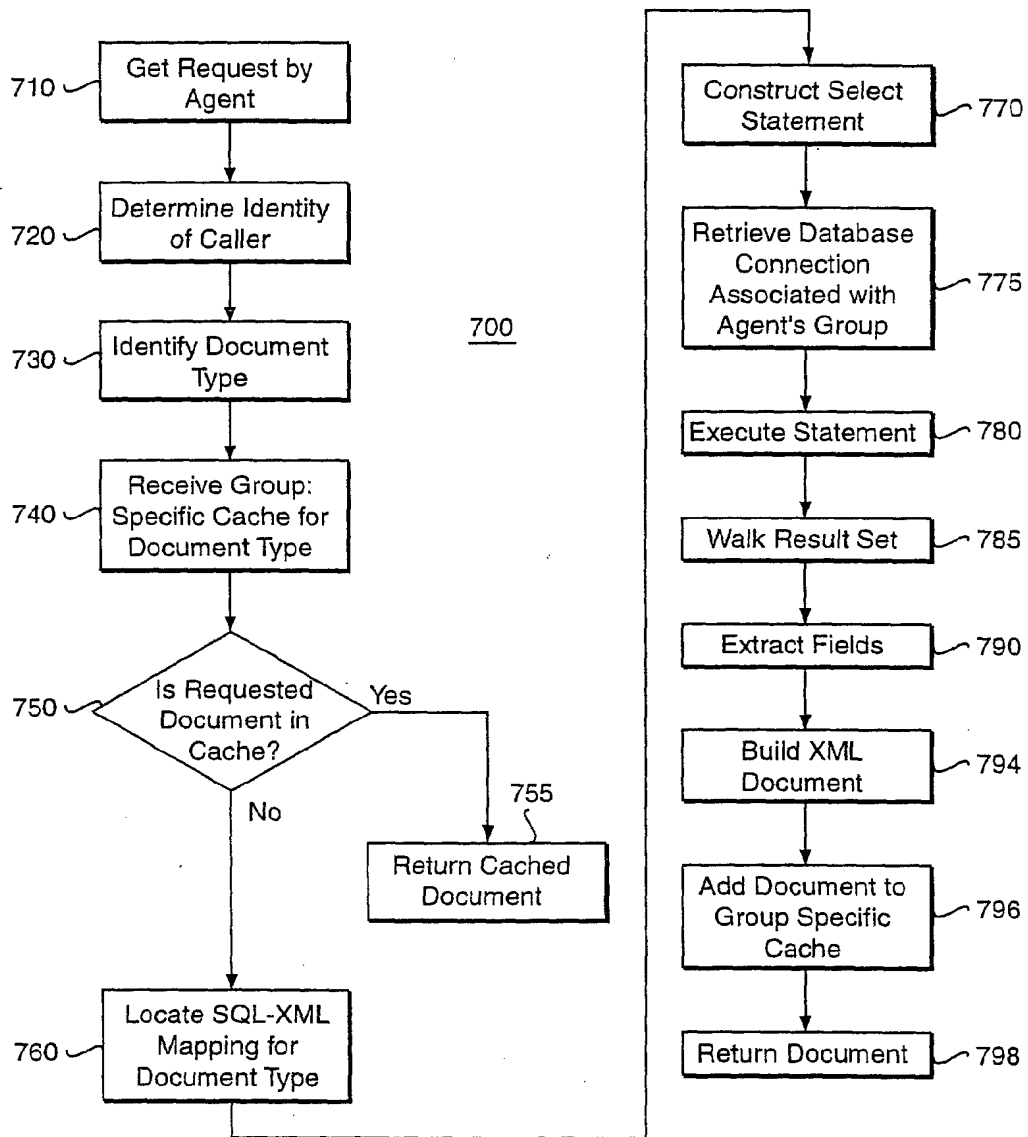 710
Get Request by
Agent
720
Determine Identity
of Caller
730
Identify Document
Type
740
Receive Group:
Specific Cache for
Document Type
750
Is Requested
Document in
Cache?
Yes
No
755
Return Cached
Document
760
Locate SQL-XML
Mapping for
Document Type
700
Construct Select
Statement
770
Retrieve Database
Connection
Associated with
Agent's Group
775
Execute Statement
780
Walk Result Set
785
Extract Fields
790
Build XML
Document
794
Add Document to
Group Specific
Cache
796
Return Document
798